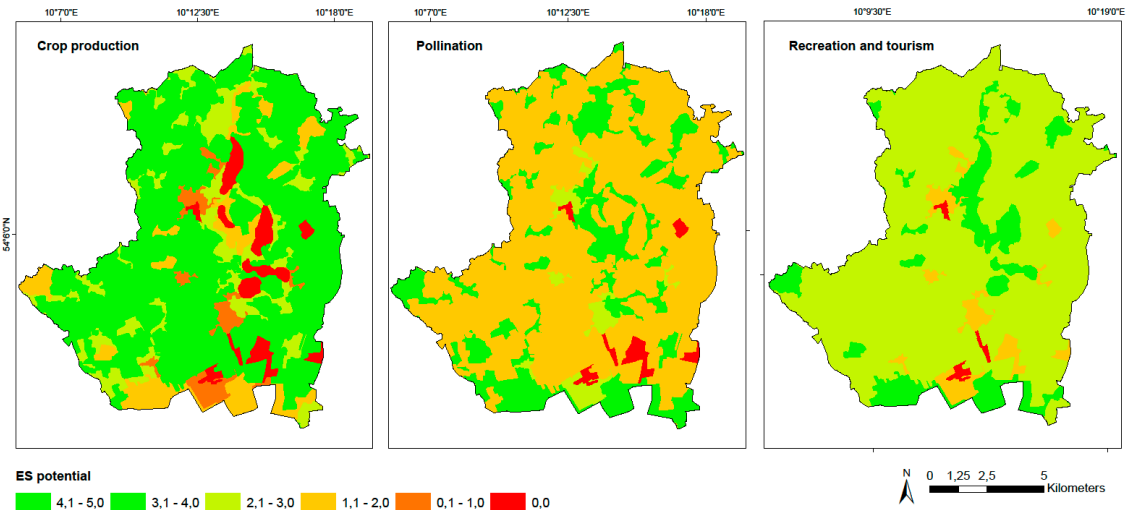 10°7'0"E 10°12'30"E 10°18'0"E 10°7'0"E 10°12'30"E 10°18'0"E 10°9'30"E 10°19'0"E
Crop production Pollination Recreation and tourism
54°6'0"N
ES potential
4,1 - 5,0 3,1 - 4,0 2,1 - 3,0 1,1 - 2,0 0,1 - 1,0 0,0
N 0 1,25 2,5 5
Kilometers